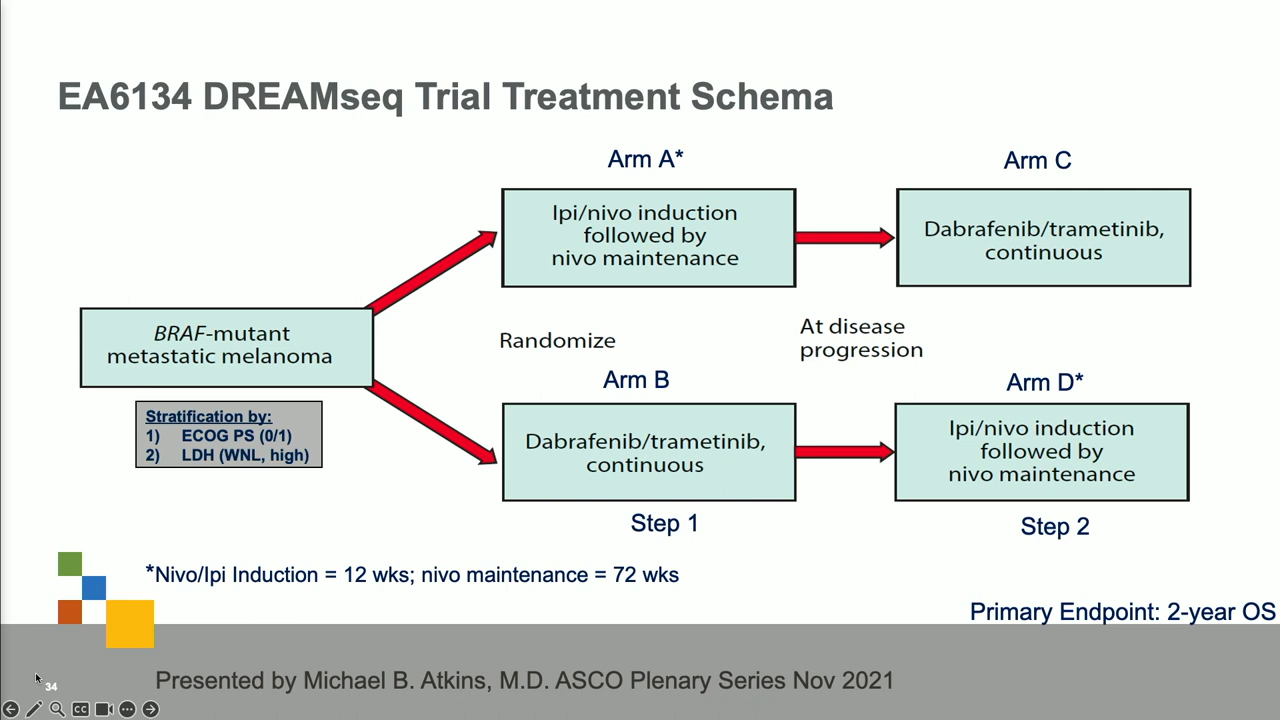 EA6134 DREAMseq Trial Treatment Schema
Arm A*
Arm C
Ipi/nivo induction
followed by
nivo maintenance
Dabrafenib/trametinib,
continuous
BRAF-mutant
metastatic melanoma
Randomize
At disease
progression
Stratification by:
1) ECOG PS (0/1)
2) LDH (WNL, high)
Arm B
Arm D*
Dabrafenib/trametinib,
continuous
Ipi/nivo induction
followed by
nivo maintenance
Step 1
Step 2
*Nivo/Ipi Induction = 12 wks; nivo maintenance = 72 wks
Primary Endpoint: 2-year OS
Presented by Michael B. Atkins, M.D. ASCO Plenary Series Nov 2021
34
CC